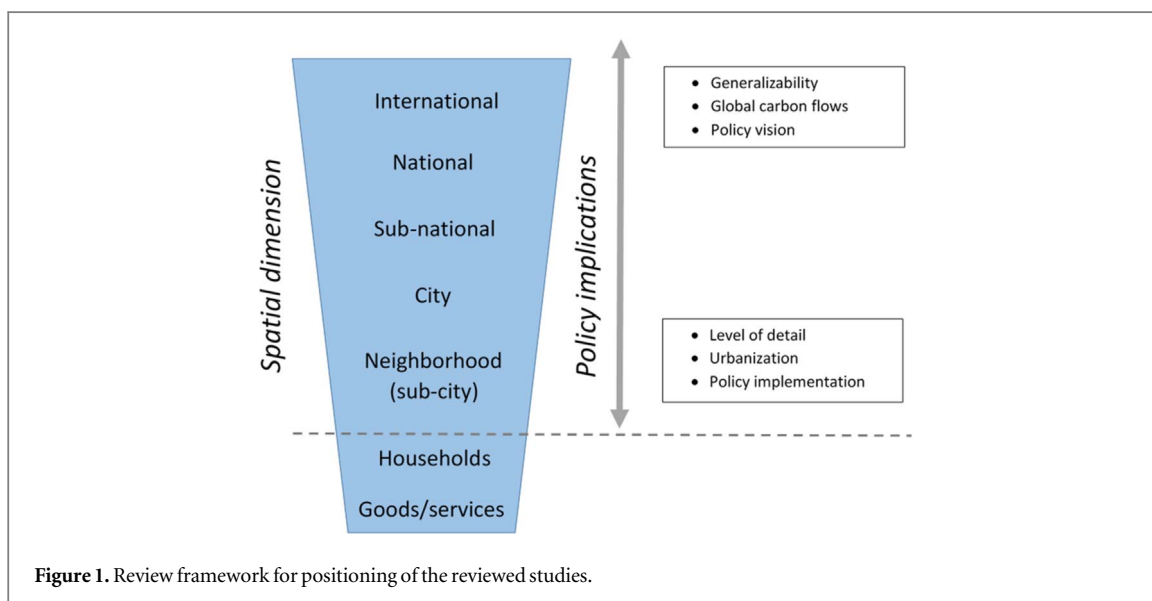 Spatial dimension
International
National
Sub-national
City
Neighborhood
(sub-city)
Households
Goods/services
Policy implications
• Generalizability
• Global carbon flows
• Policy vision
• Level of detail
• Urbanization
• Policy implementation
Figure 1. Review framework for positioning of the reviewed studies.